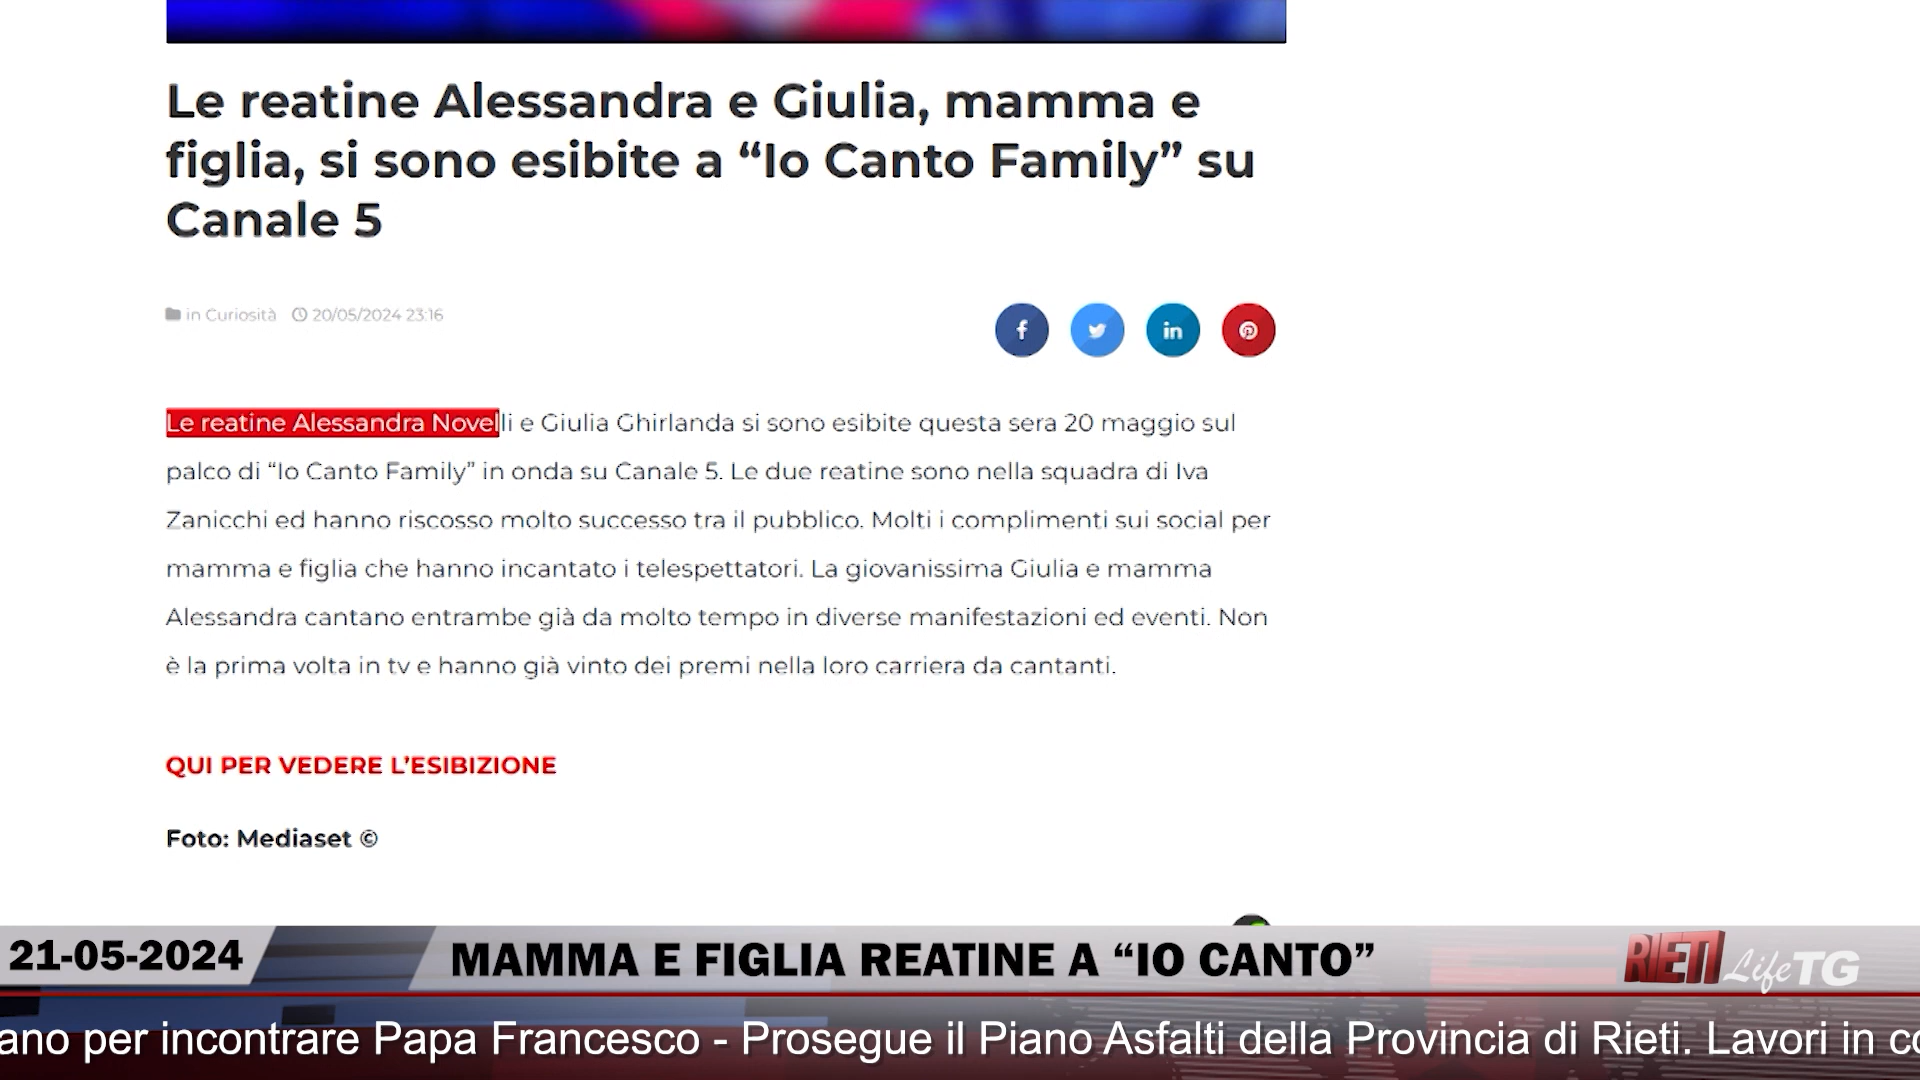 Le reatine Alessandra e Giulia, mamma e
figlia, si sono esibite a “Io Canto Family” su
Canale 5
in Curiosità 20/05/2024 23:16
Le reatine Alessandra Novelli e Giulia Ghirlanda si sono esibite questa sera 20 maggio sul
palco di “Io Canto Family” in onda su Canale 5. Le due reatine sono nella squadra di Iva
Zanicchi ed hanno riscosso molto successo tra il pubblico. Molti i complimenti sui social per
mamma e figlia che hanno incantato i telespettatori. La giovanissima Giulia e mamma
Alessandra cantano entrambe già da molto tempo in diverse manifestazioni ed eventi. Non
è la prima volta in tv e hanno già vinto dei premi nella loro carriera da cantanti.
QUI PER VEDERE L’ESIBIZIONE
Foto: Mediaset ©
21-05-2024
MAMMA E FIGLIA REATINE A “IO CANTO”
RIETI Life TG
ano per incontrare Papa Francesco - Prosegue il Piano Asfalti della Provincia di Rieti. Lavori in co